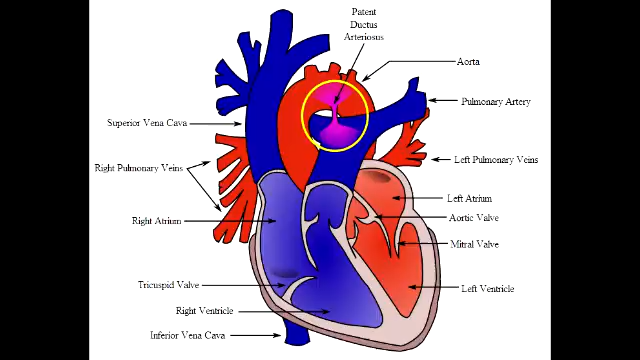 Patent
Ductus
Arteriosus
Aorta
Pulmonary Artery
Superior Vena Cava
Left Pulmonary Veins
Right Pulmonary Veins
Left Atrium
Right Atrium
Aortic Valve
Mitral Valve
Tricuspid Valve
Left Ventricle
Right Ventricle
Inferior Vena Cava